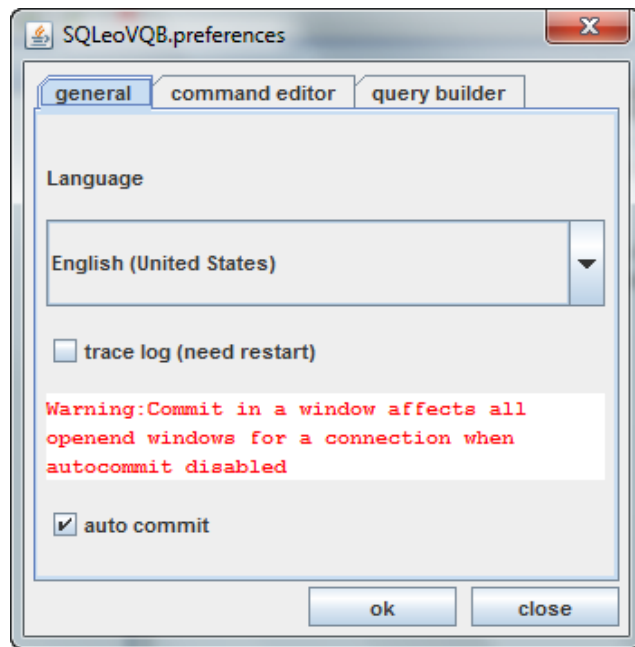 SQLeoVQB.preferences
general command editor query builder
Language
English (United States)
trace log (need restart)
Warning:Commit in a window affects all
openend windows for a connection when
autocommit disabled
auto commit
ok close